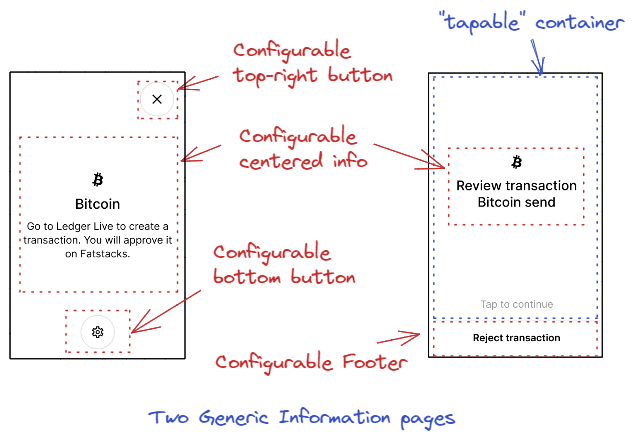 "tapable" container
Configurable
top-right button
Configurable
centered info
Bitcoin
Go to Ledger Live to create a
transaction. You will approve it
on Fatstacks.
Review transaction
Bitcoin send
Configurable
bottom button
Tap to continue
Configurable Footer
Reject transaction
Two Generic Information pages